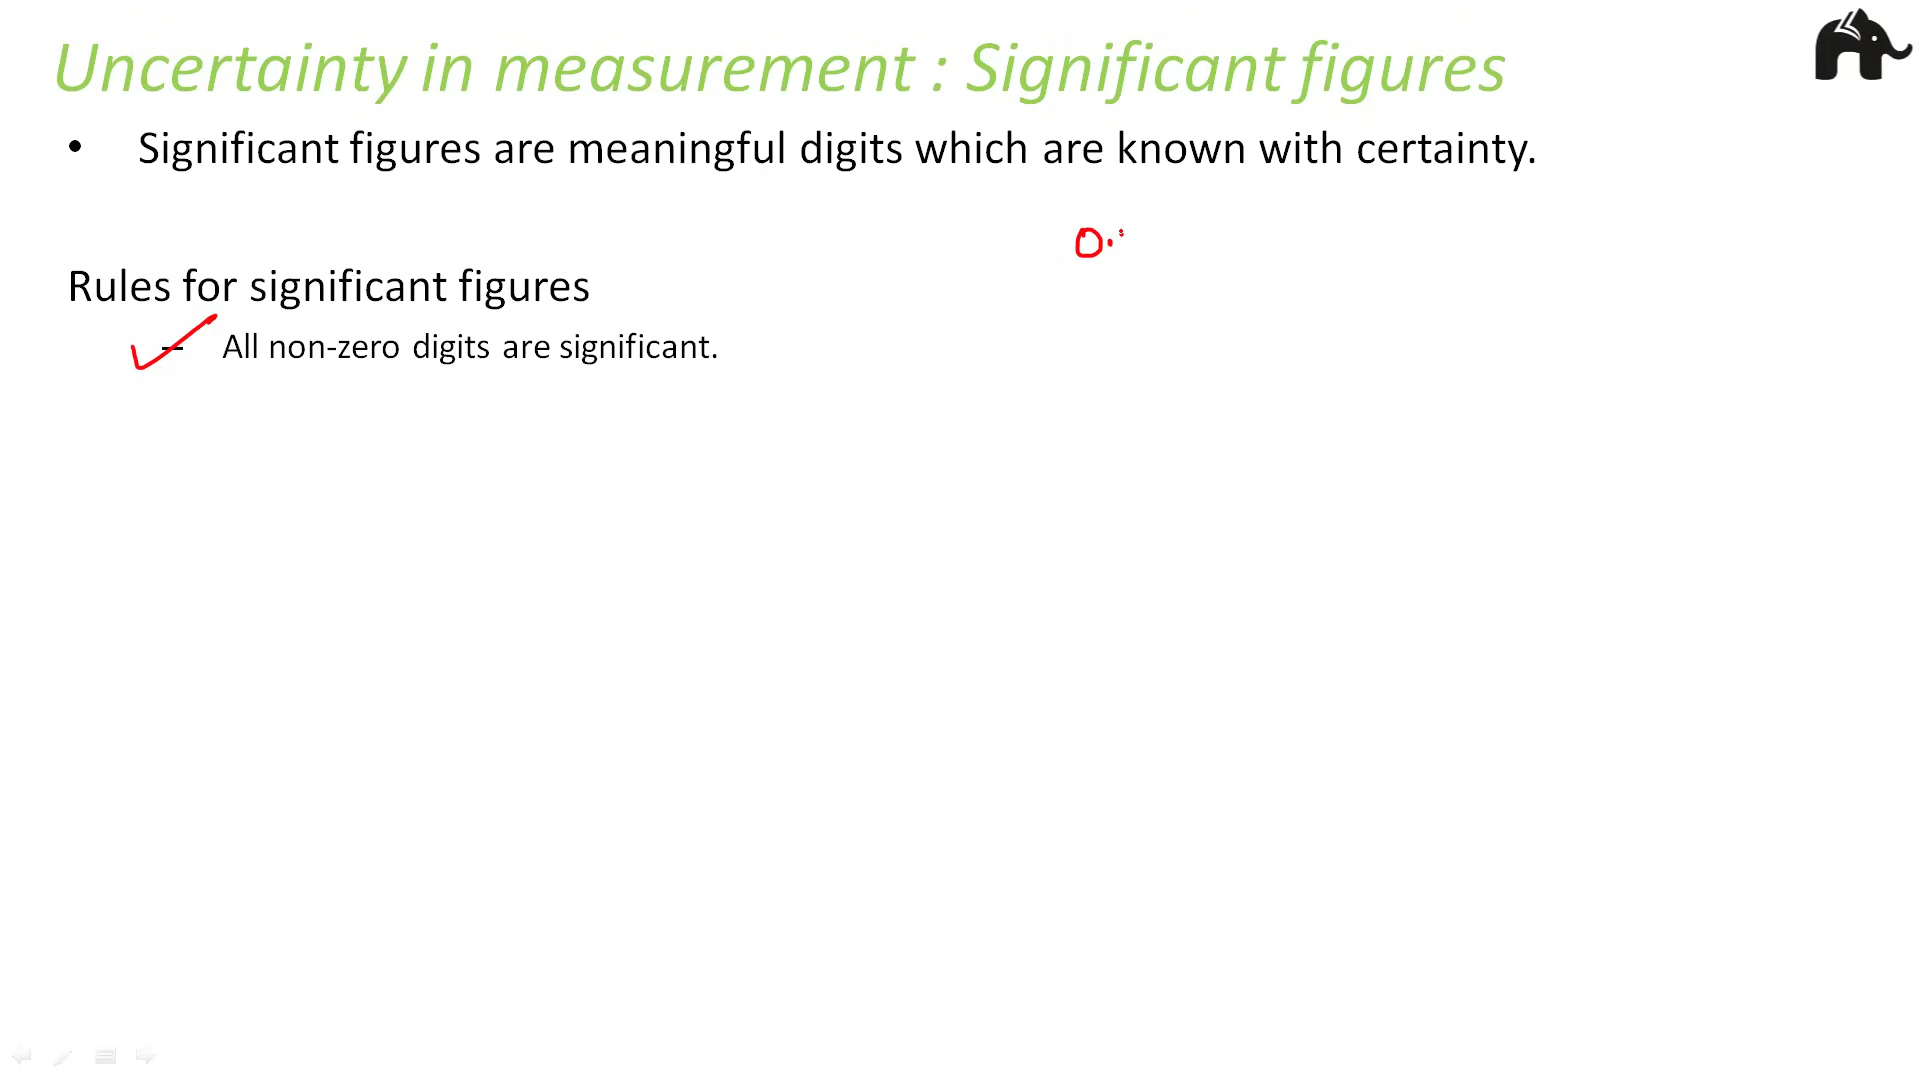 Uncertainty in measurement : Significant figures
• Significant figures are meaningful digits which are known with certainty.
0.
Rules for significant figures
– All non-zero digits are significant.